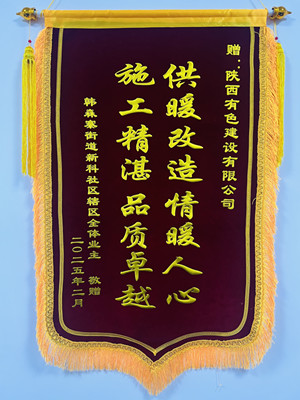 赠：陕西有色建设有限公司
供暖改造情暖人心
施工精湛品质卓越
韩森寨街道新科社区辖区全体业主 敬赠
二〇二五年二月